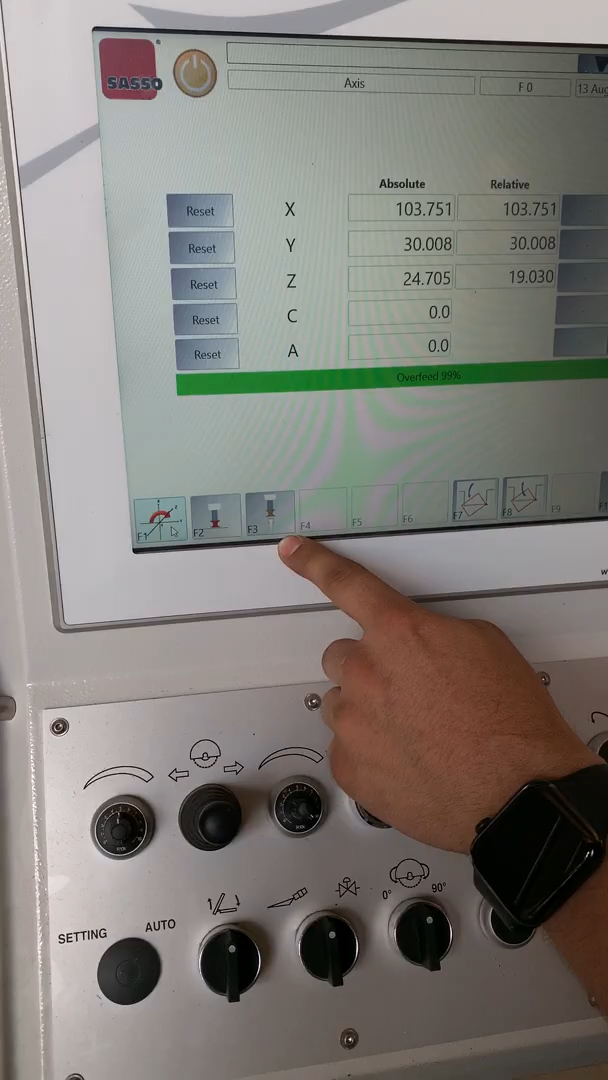 SASSO
Axis
F 0
13 Aug
Absolute Relative
Reset X 103.751 103.751
Reset Y 30.008 30.008
Reset Z 24.705 19.030
Reset C 0.0
Reset A 0.0
Overfeed 99%
F1 F2 F3 F4 F5 F6 F7 F8 F9 F1
w
0° 90°
SETTING AUTO